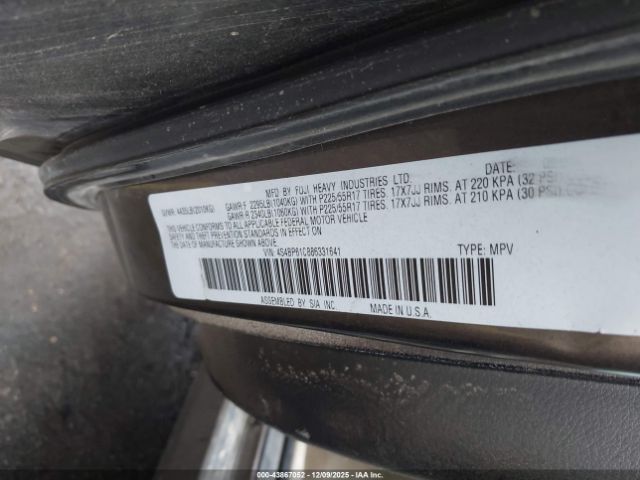 MFD BY FUJI HEAVY INDUSTRIES LTD. DATE:
GVWR: 4435LB(2010KG) GAWR:F 2295LB(1040KG) WITH P225/55R17 TIRES. 17X7JJ RIMS. AT 220 KPA (32 PSI)
GAWR:R 2340LB(1060KG) WITH P225/55R17 TIRES. 17X7JJ RIMS. AT 210 KPA (30 PSI)
THIS VEHICLE CONFORMS TO ALL APPLICABLE FEDERAL MOTOR VEHICLE
SAFETY AND THEFT PREVENTION STANDARDS IN EFFECT
ON THE DATE OF MANUFACTURE SHOWN ABOVE.
VIN: 4S4BP61C886331641 TYPE: MPV
ASSEMBLED BY SIA INC. MADE IN U.S.A.
000-43867052 - 12/09/2025 - © IAA Inc.